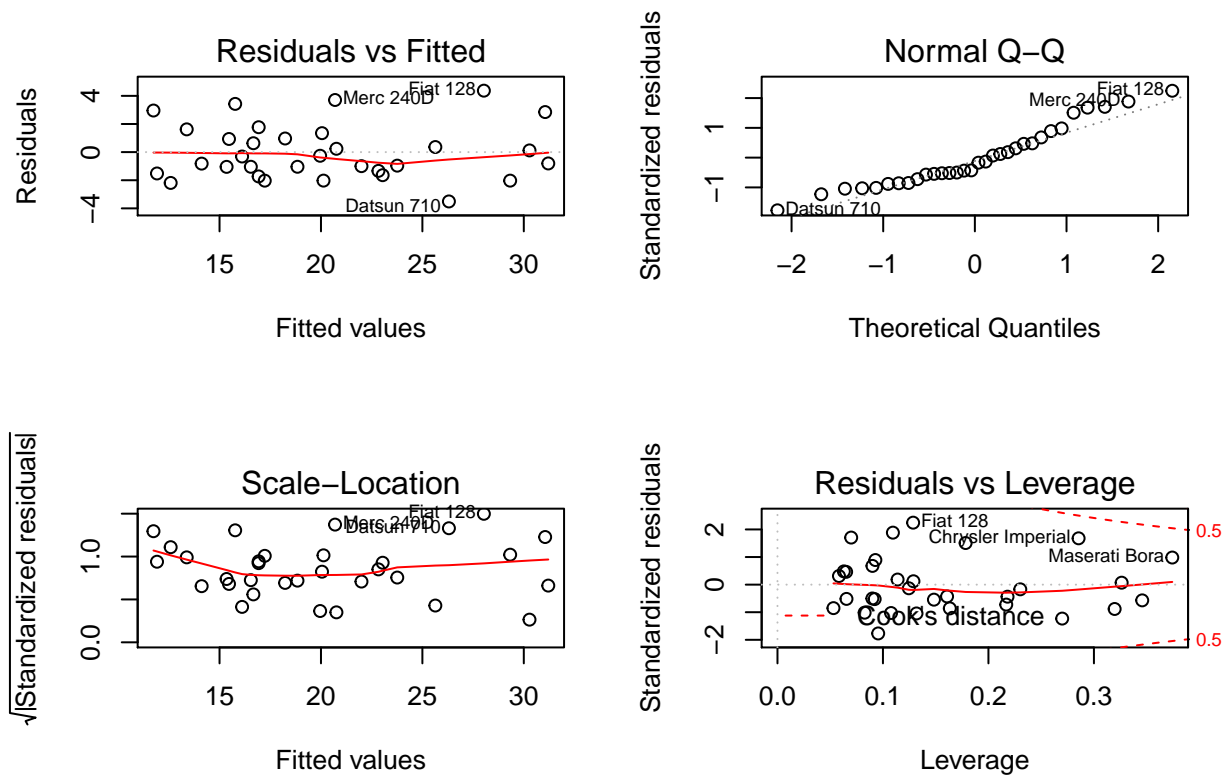 Residuals vs Fitted
Residuals
4
0
−4
Fiat 128
Merc 240D
Datsun 710
15 20 25 30
Fitted values
Normal Q−Q
Standardized residuals
1
−1
Fiat 128
Merc 240D
Datsun 710
−2 −1 0 1 2
Theoretical Quantiles
Scale−Location
√|Standardized residuals|
1.0
0.0
Fiat 128
Merc 240D
Datsun 710
15 20 25 30
Fitted values
Residuals vs Leverage
Standardized residuals
2
0
−2
Fiat 128
Chrysler Imperial
Maserati Bora
0.5
Cook's distance
0.5
0.0 0.1 0.2 0.3
Leverage